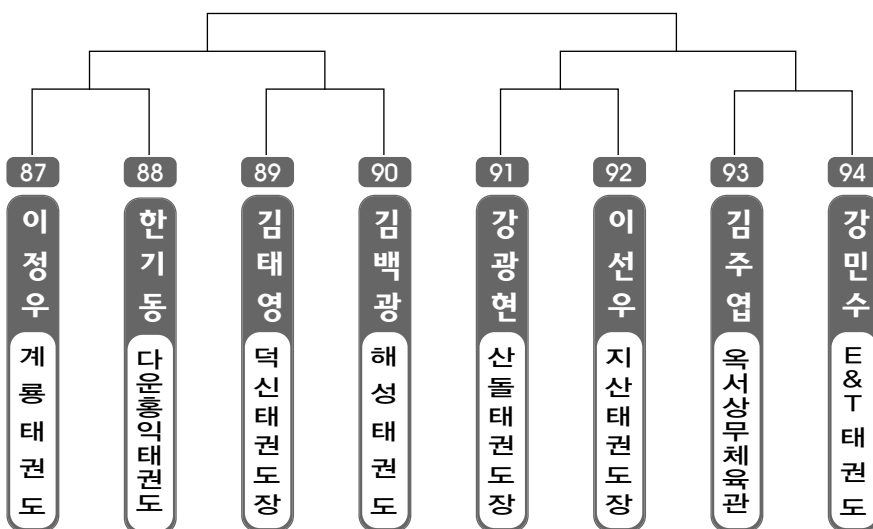 87
이정우
계룡태권도
88
한기동
다운홍익태권도
89
김태영
덕신태권도장
90
김백광
해성태권도
91
강광현
산돌태권도장
92
이선우
지산태권도장
93
김주엽
옥서상무체육관
94
강민수
E&T 태권도